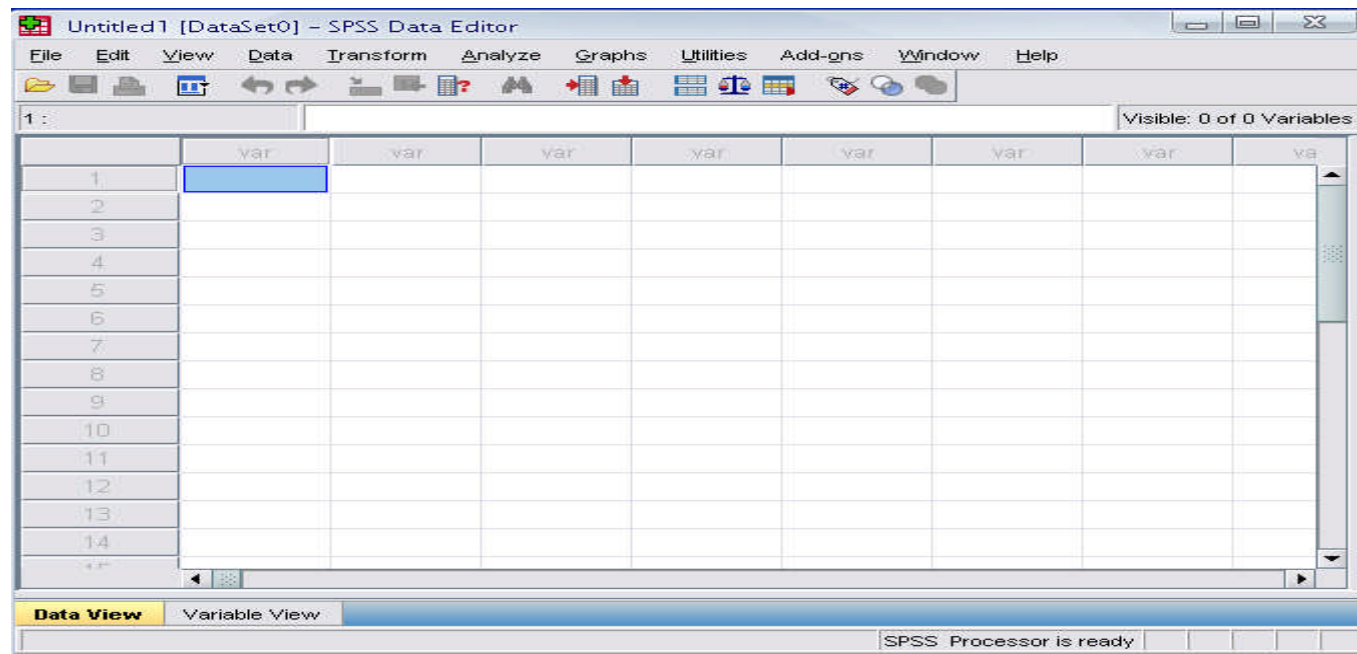 Untitled1 [DataSet0] - SPSS Data Editor
File Edit View Data Transform Analyze Graphs Utilities Add-ons Window Help
1 : Visible: 0 of 0 Variables
var var var var var var var va
1
2
3
4
5
6
7
8
9
10
11
12
13
14
Data View Variable View
SPSS Processor is ready